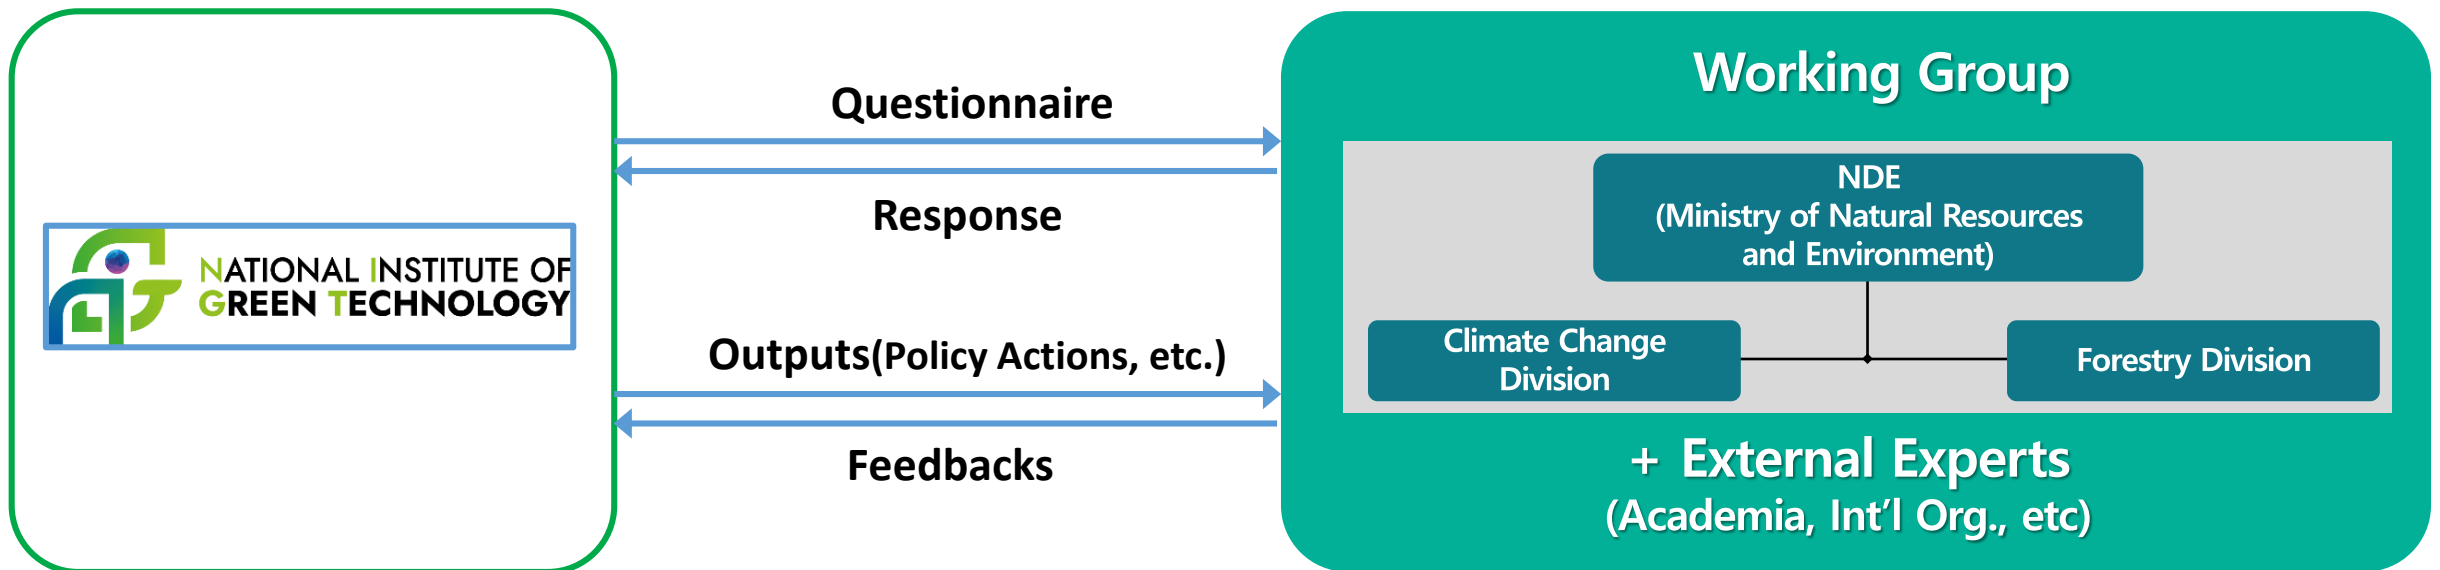 NATIONAL INSTITUTE OF
GREEN TECHNOLOGY
Questionnaire
Response
Outputs(Policy Actions, etc.)
Feedbacks
Working Group
NDE
(Ministry of Natural Resources
and Environment)
Climate Change
Division
Forestry Division
+ External Experts
(Academia, Int’l Org., etc)